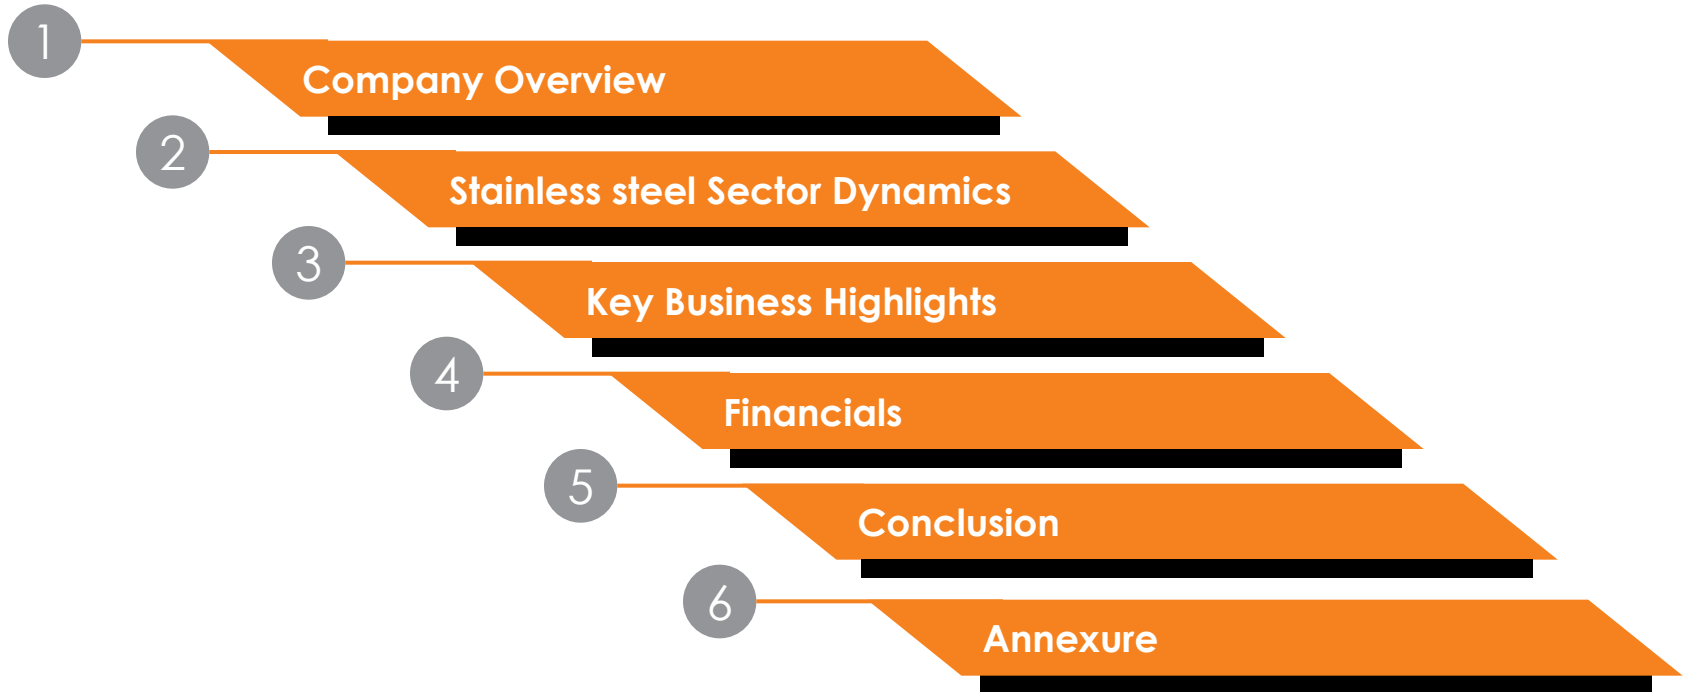 1
Company Overview
2
Stainless steel Sector Dynamics
3
Key Business Highlights
4
Financials
5
Conclusion
6
Annexure